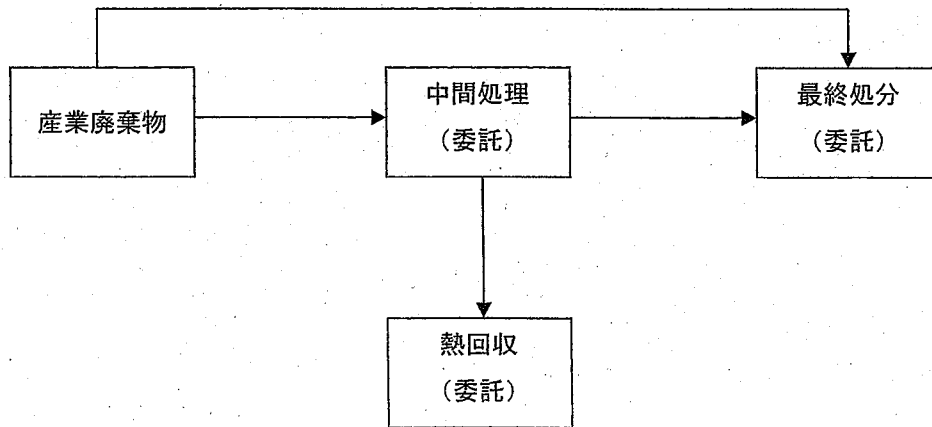 産業廃棄物
中間処理
（委託）
最終処分
（委託）
熱回収
（委託）